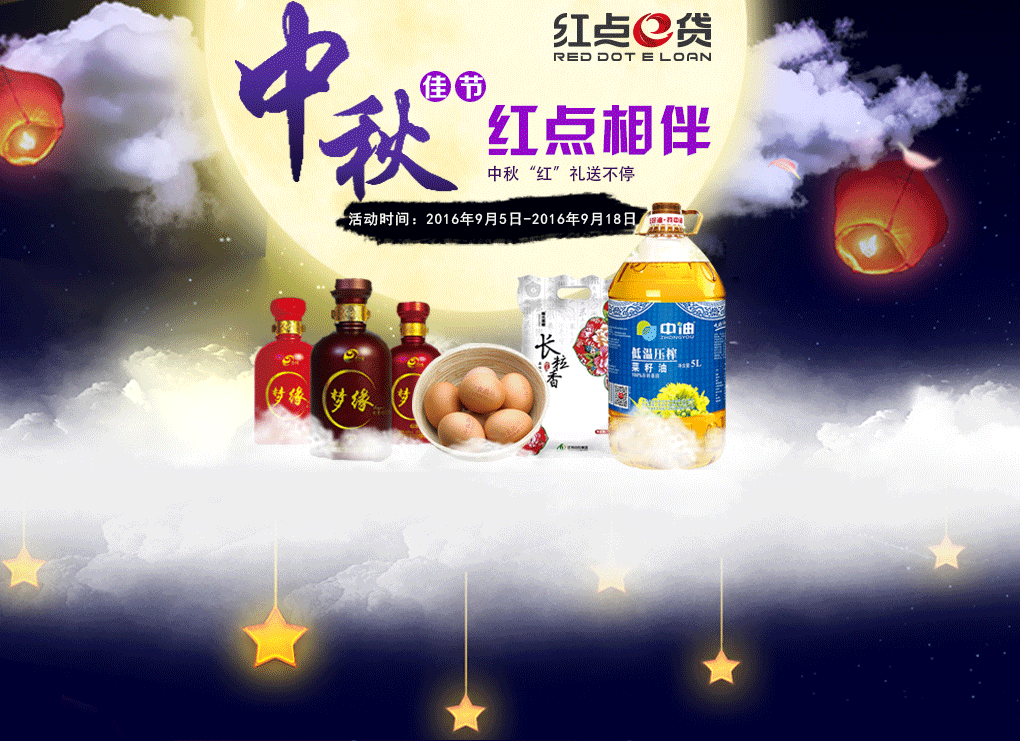 红点e贷
RED DOT E LOAN
中秋
佳节
红点相伴
中秋“红”礼送不停
活动时间：2016年9月5日-2016年9月18日
梦缘
梦缘
梦
长粒香
中油
ZHONGYOU
低温压榨
菜籽油
5L